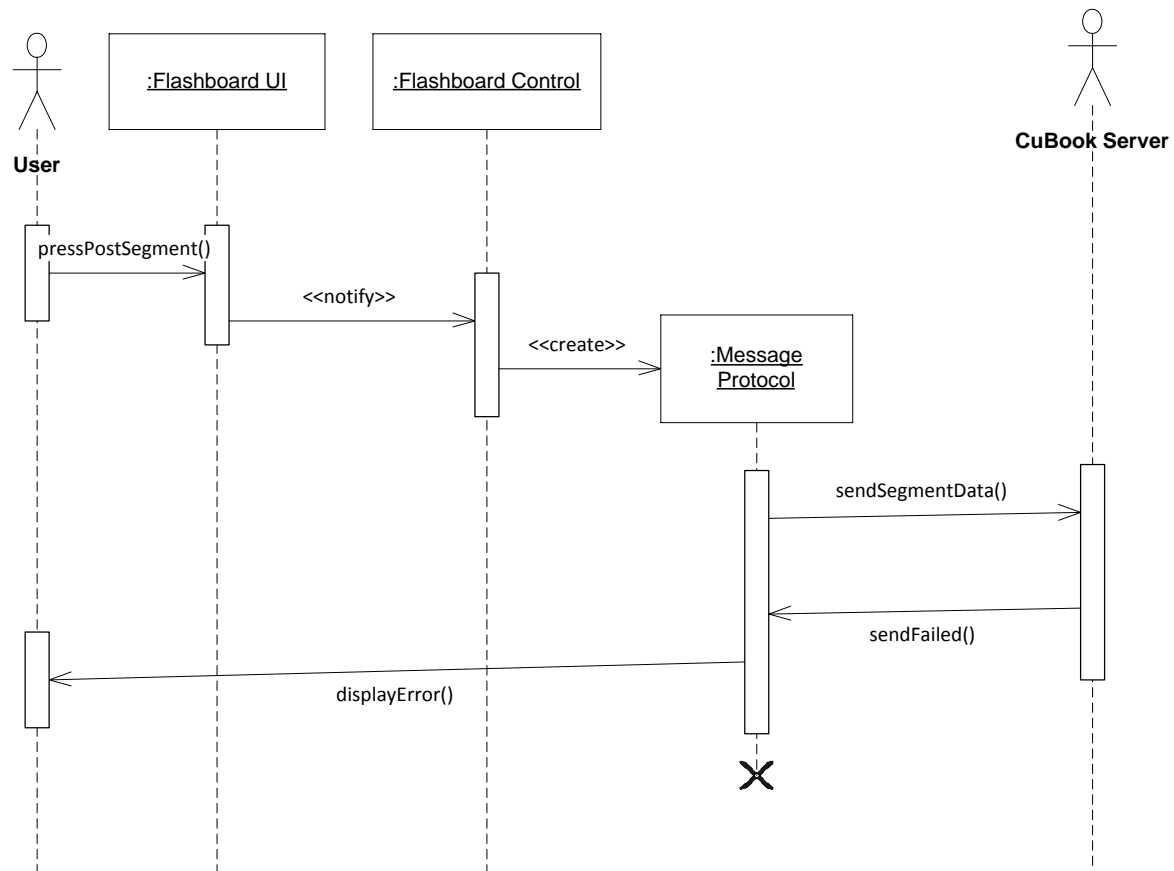 :Flashboard UI
:Flashboard Control
User
CuBook Server
pressPostSegment()
<<notify>>
<<create>>
:Message
Protocol
sendSegmentData()
sendFailed()
displayError()